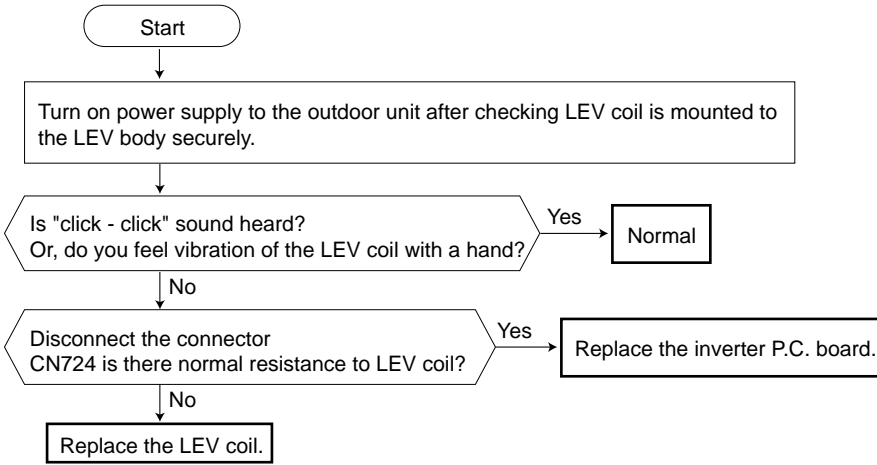 Start
Turn on power supply to the outdoor unit after checking LEV coil is mounted to
the LEV body securely.
Is "click - click" sound heard?
Or, do you feel vibration of the LEV coil with a hand?
Yes
Normal
No
Disconnect the connector
CN724 is there normal resistance to LEV coil?
Yes
Replace the inverter P.C. board.
No
Replace the LEV coil.